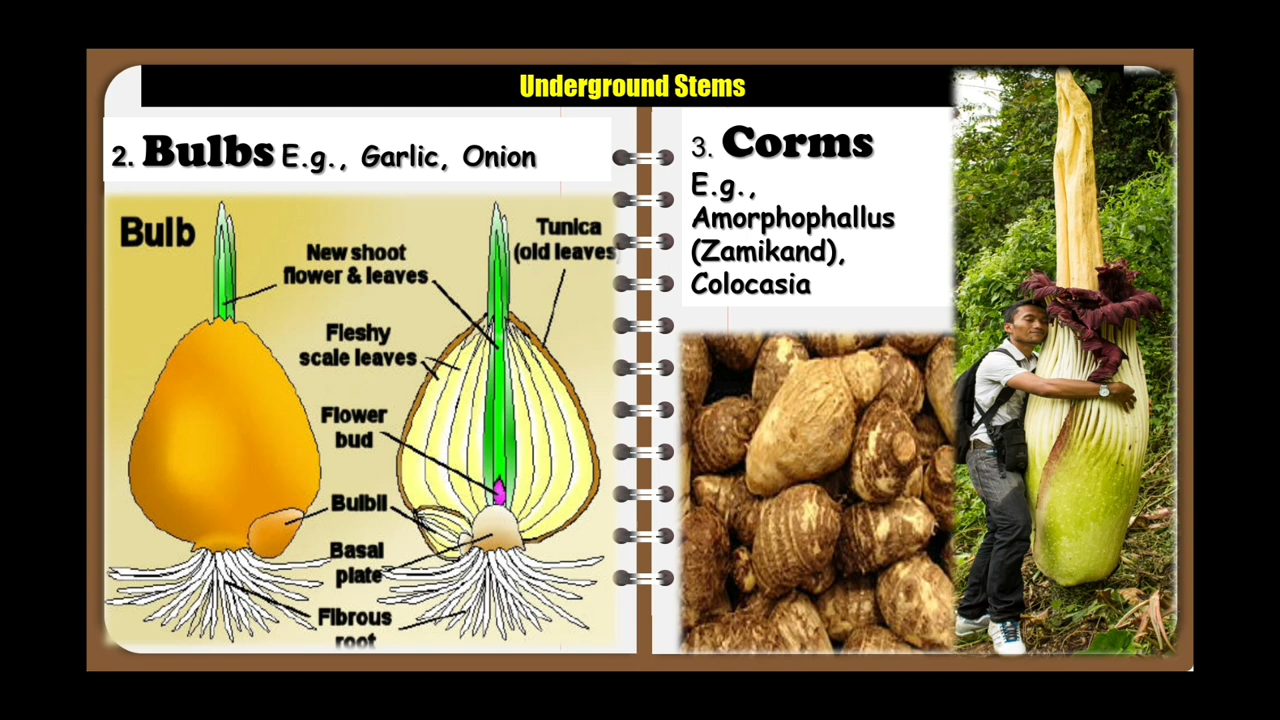 Underground Stems
2. Bulbs E.g., Garlic, Onion
Bulb
New shoot
flower & leaves
Tunica
(old leaves
Fleshy
scale leaves
Flower
bud
Bulbil
Basal
plate
Fibrous
root
3. Corms
E.g.,
Amorphophallus
(Zamikand),
Colocasia